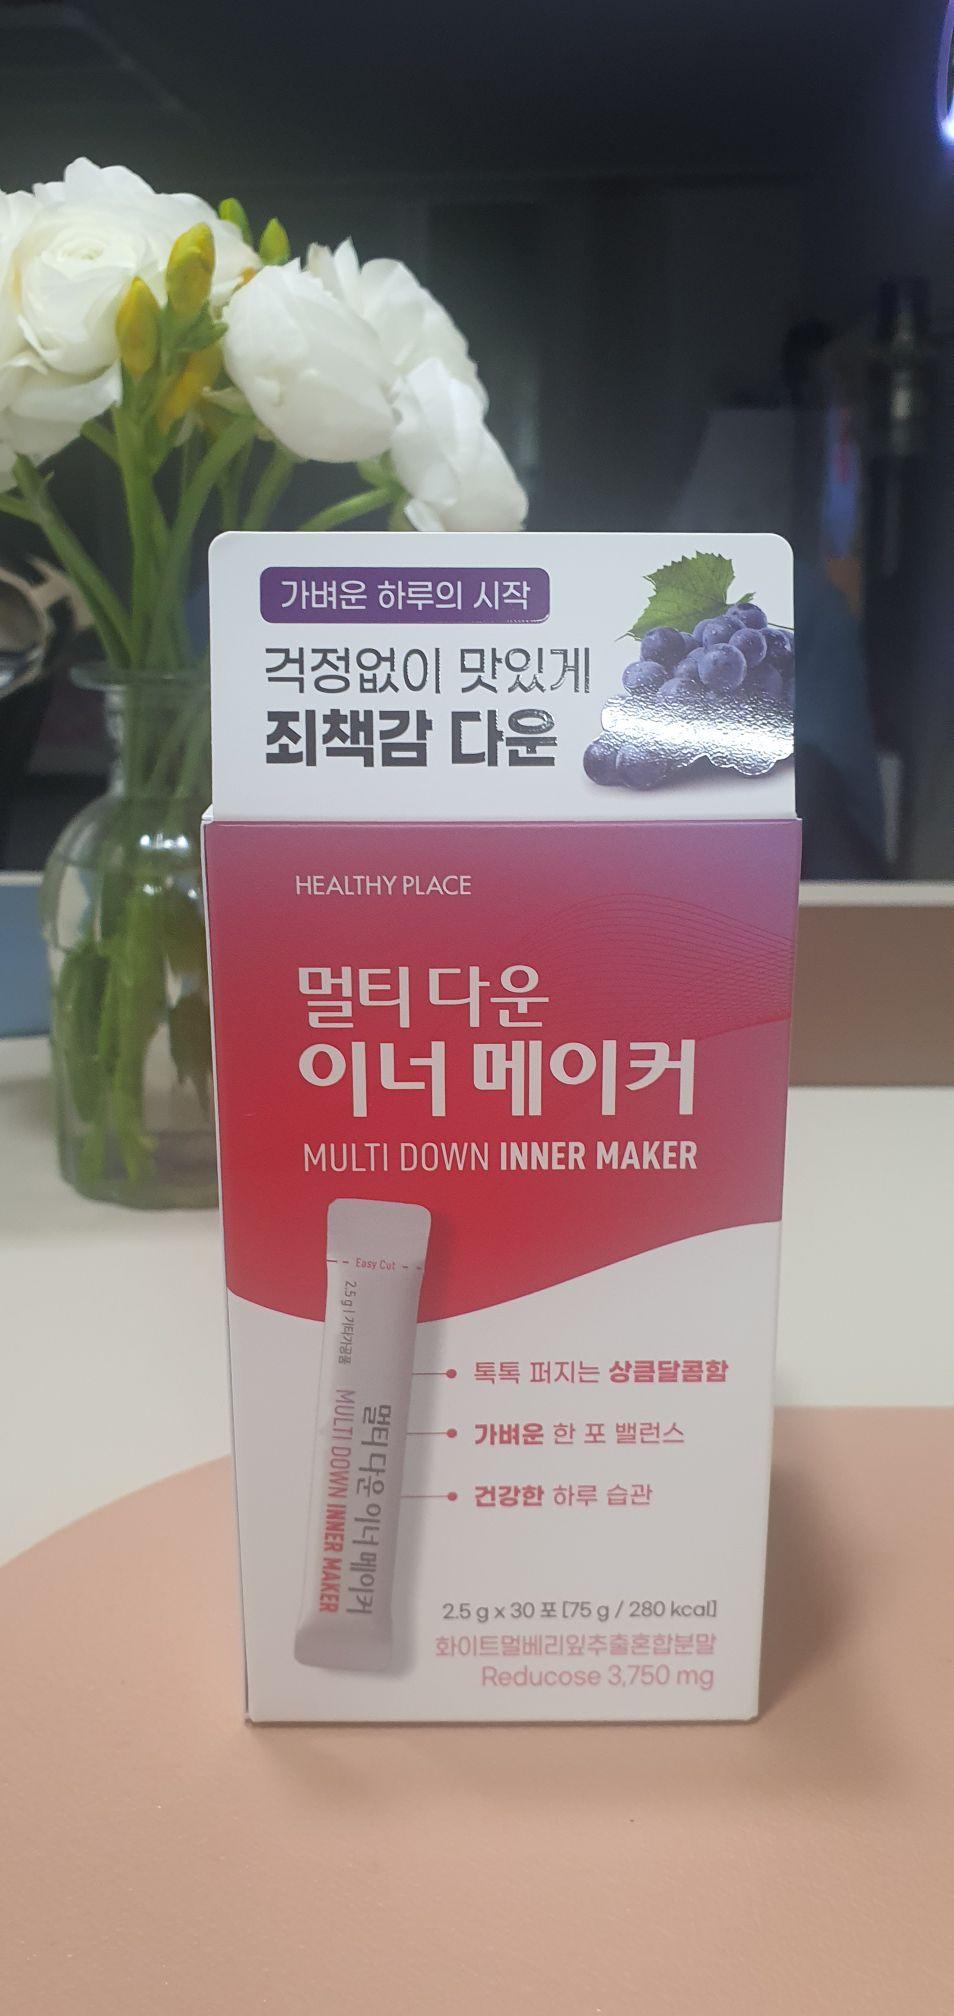 가벼운 하루의 시작
걱정없이 맛있게
죄책감 다운
HEALTHY PLACE
멀티 다운
이너 메이커
MULTI DOWN INNER MAKER
Easy Cut
2.5 g | 기타가공품
멀티 다운 이너 메이커
MULTI DOWN INNER MAKER
톡톡 퍼지는 상큼달콤함
가벼운 한 포 밸런스
건강한 하루 습관
2.5 g x 30 포 [75 g / 280 kcal]
화이트멀베리잎추출혼합분말
Reducose 3,750 mg